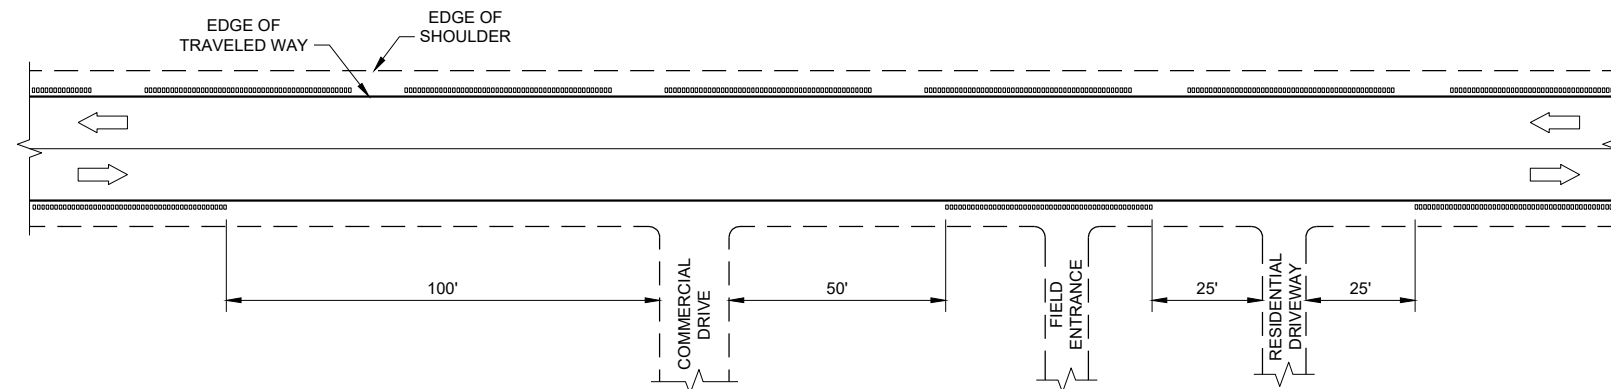 EDGE OF
TRAVELED WAY
EDGE OF
SHOULDER
100'
COMMERCIAL
DRIVE
50'
FIELD
ENTRANCE
25'
RESIDENTIAL
DRIVEWAY
25'